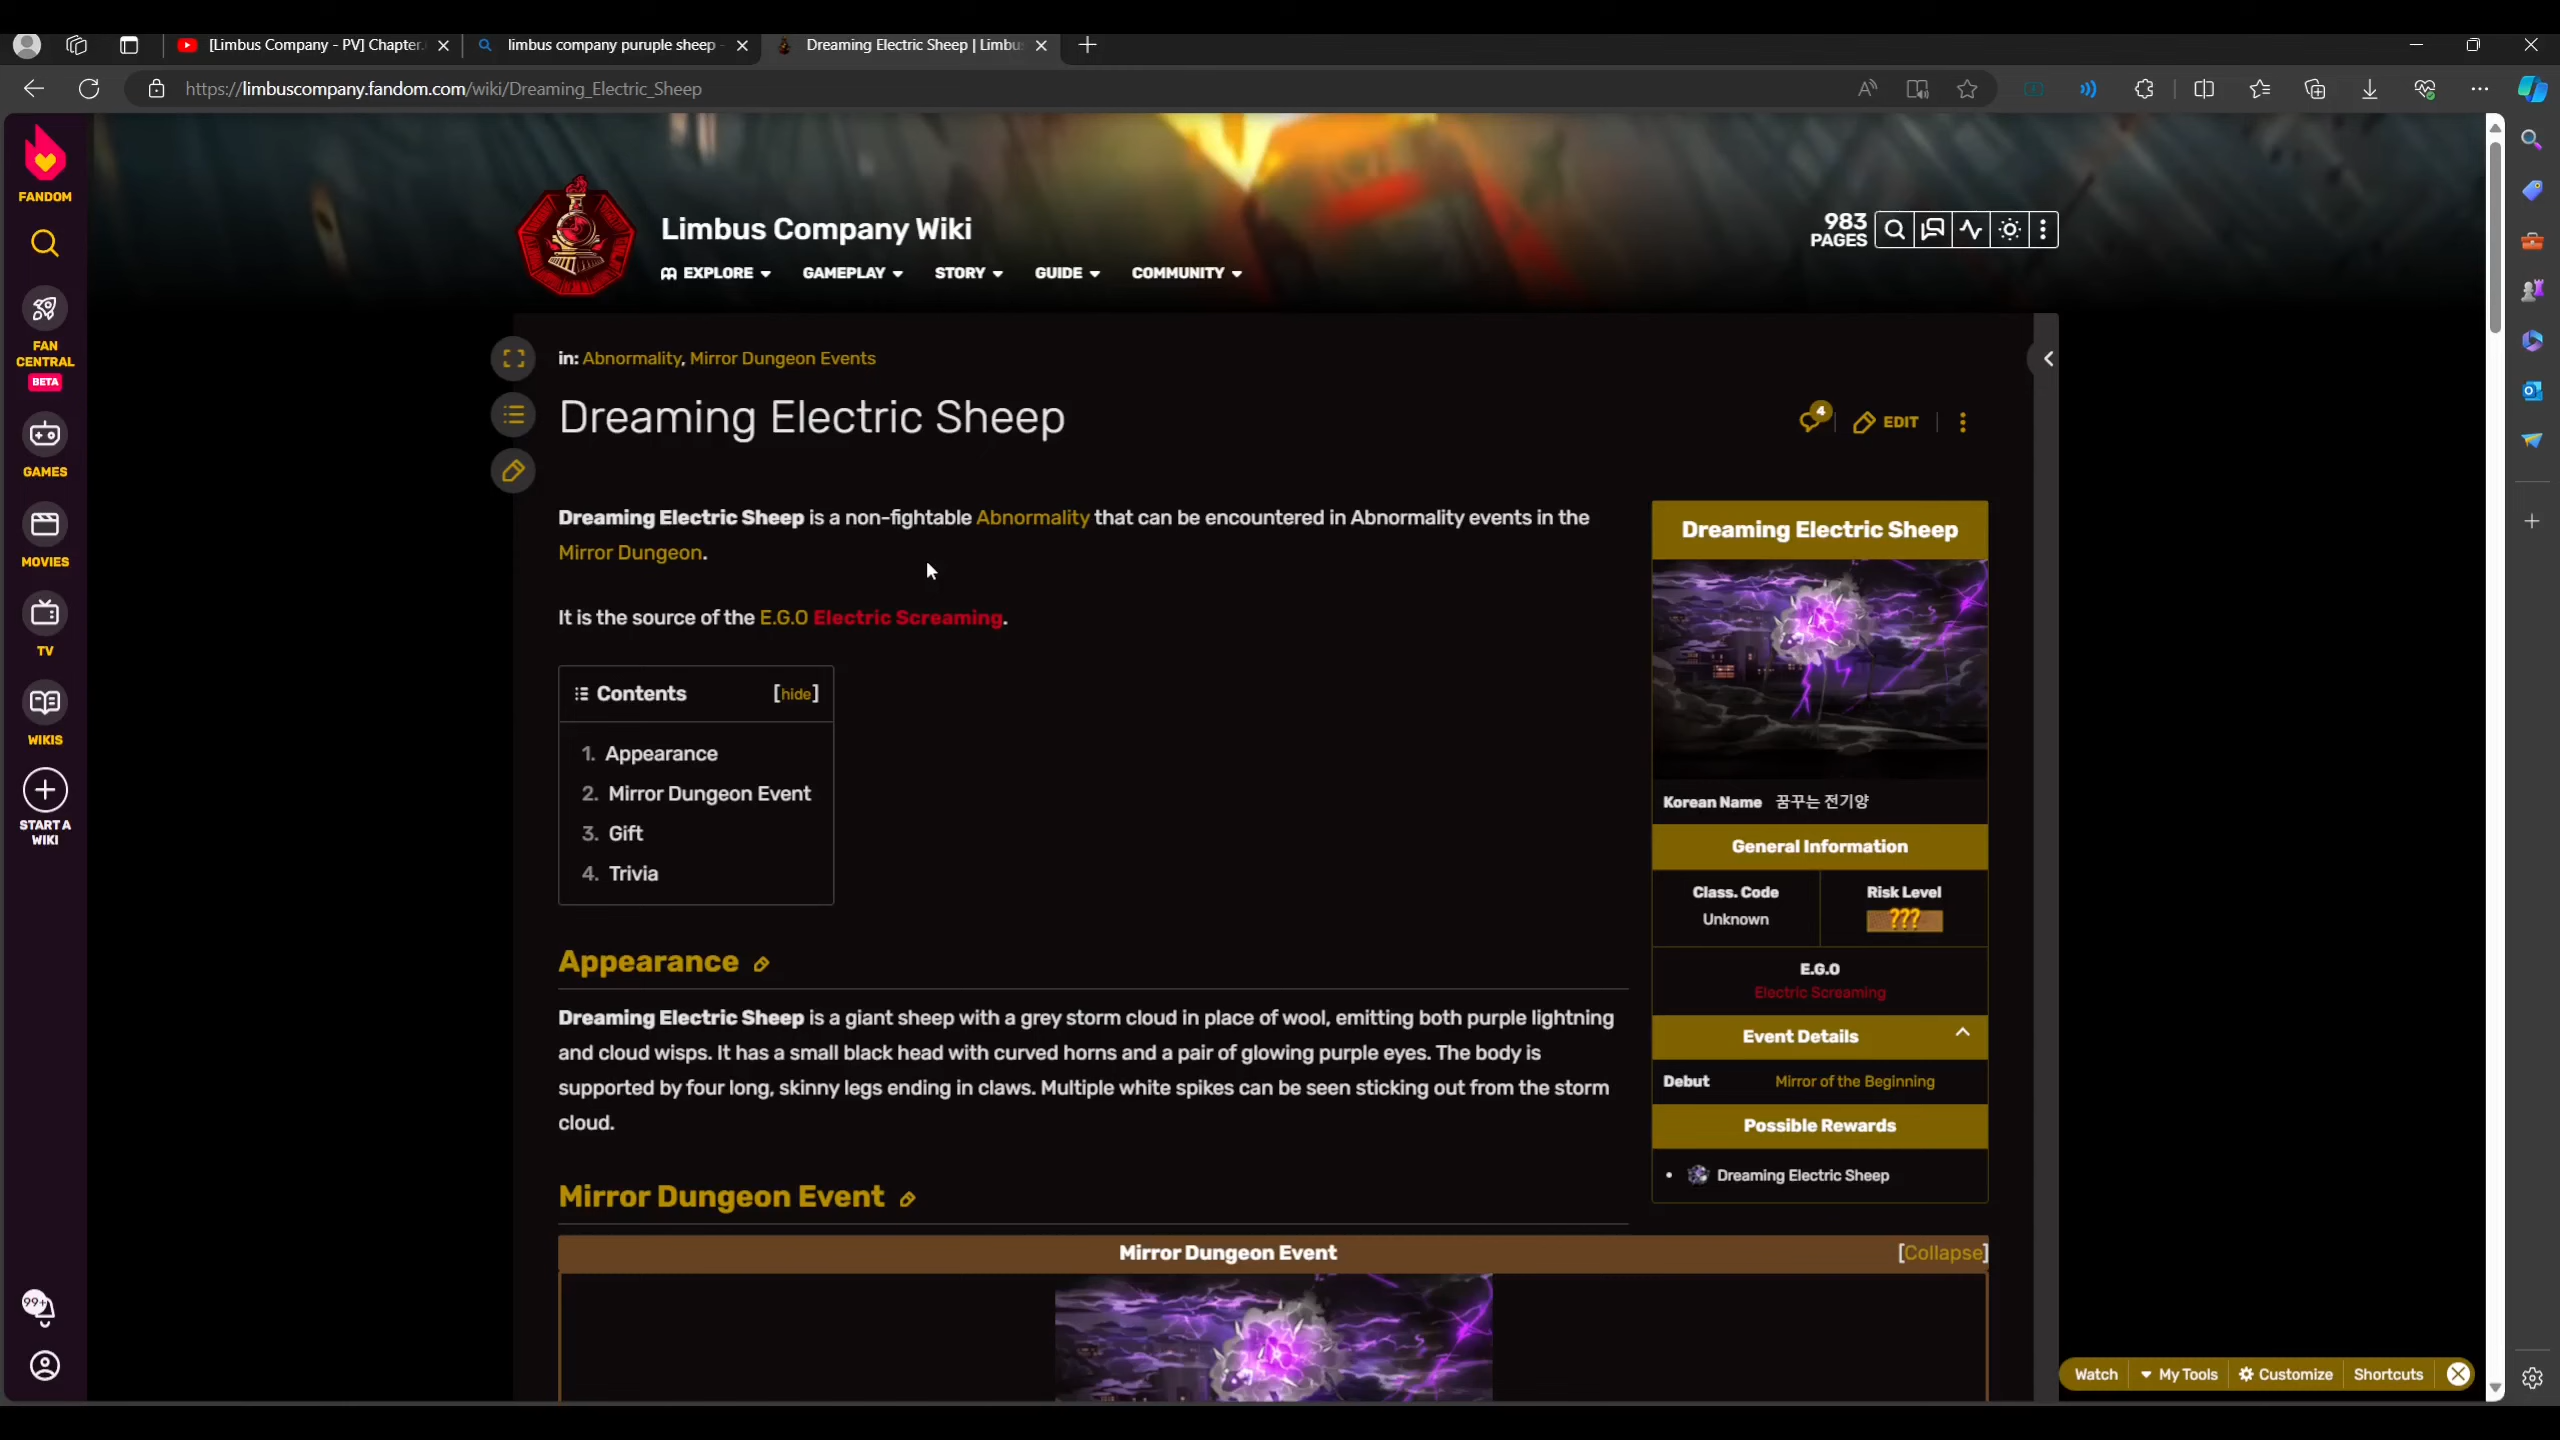 [Limbus Company - PV] Chapter.
limbus company puruple sheep -
Dreaming Electric Sheep | Limbus
https://limbuscompany.fandom.com/wiki/Dreaming_Electric_Sheep
FANDOM
FAN
CENTRAL
BETA
GAMES
MOVIES
TV
WIKIS
START A
WIKI
99+
Limbus Company Wiki
983
PAGES
EXPLORE
GAMEPLAY
STORY
GUIDE
COMMUNITY
in: Abnormality, Mirror Dungeon Events
Dreaming Electric Sheep
4
EDIT
Dreaming Electric Sheep is a non-fightable Abnormality that can be encountered in Abnormality events in the
Mirror Dungeon.
It is the source of the E.G.O Electric Screaming.
Contents [hide]
1. Appearance
2. Mirror Dungeon Event
3. Gift
4. Trivia
Appearance
Dreaming Electric Sheep is a giant sheep with a grey storm cloud in place of wool, emitting both purple lightning
and cloud wisps. It has a small black head with curved horns and a pair of glowing purple eyes. The body is
supported by four long, skinny legs ending in claws. Multiple white spikes can be seen sticking out from the storm
cloud.
Mirror Dungeon Event
Mirror Dungeon Event
[Collapse]
Dreaming Electric Sheep
Korean Name 꿈꾸는 전기양
General Information
Class. Code
Unknown
Risk Level
???
E.G.O
Electric Screaming
Event Details
Debut Mirror of the Beginning
Possible Rewards
• Dreaming Electric Sheep
Watch
My Tools
Customize
Shortcuts